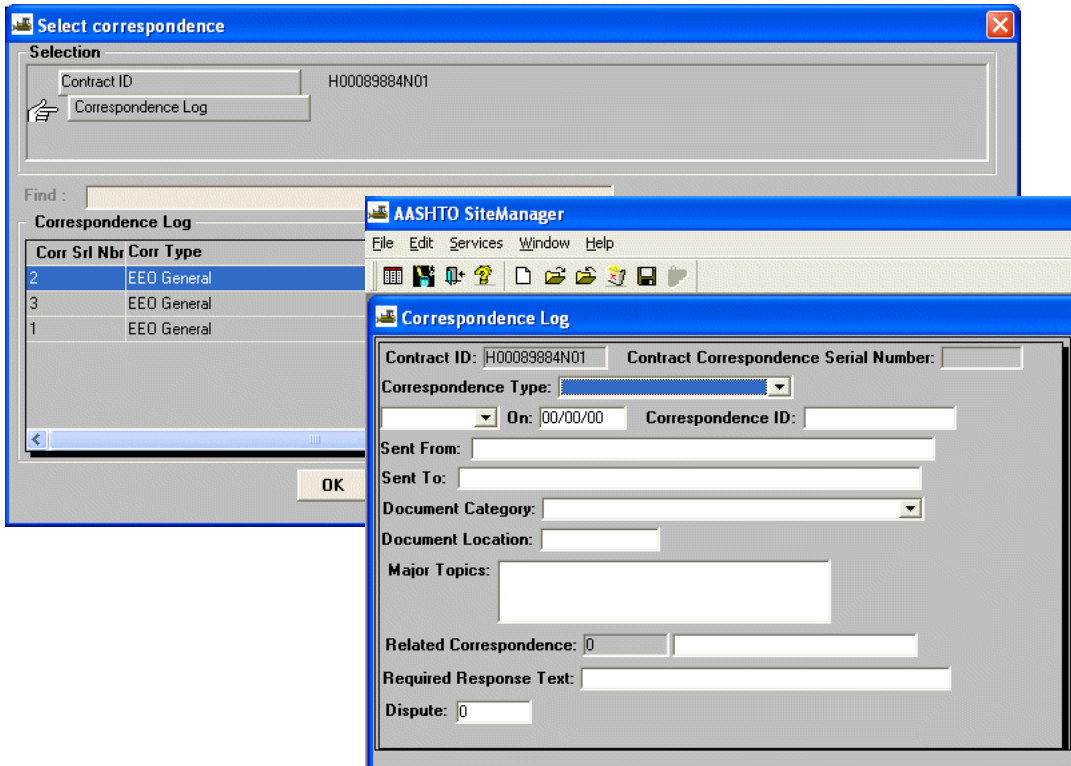 Select correspondence
Selection
Contract ID H00089884N01
Correspondence Log
Find :
Correspondence Log
Corr Srl Nbr Corr Type
2 EEO General
3 EEO General
1 EEO General
OK
AASHTO SiteManager
File Edit Services Window Help
Correspondence Log
Contract ID: H00089884N01 Contract Correspondence Serial Number:
Correspondence Type:
On: 00/00/00 Correspondence ID:
Sent From:
Sent To:
Document Category:
Document Location:
Major Topics:
Related Correspondence: 0
Required Response Text:
Dispute: 0